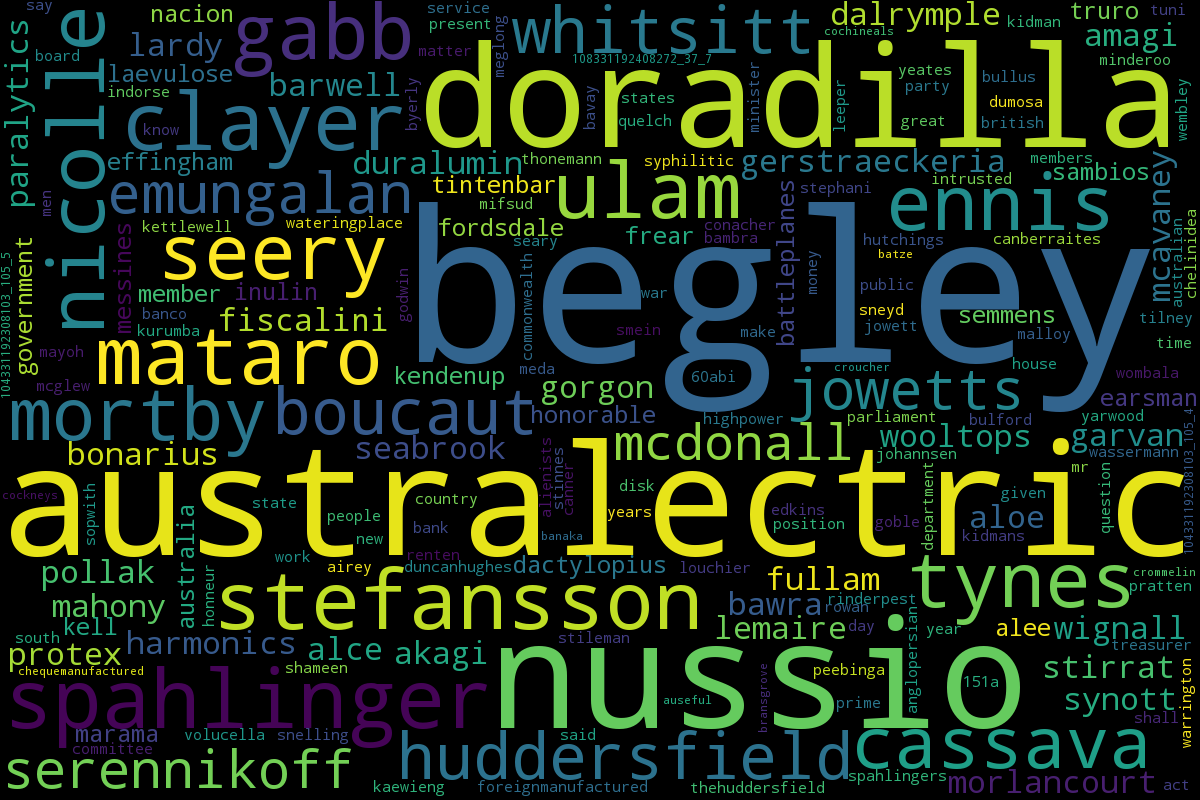 say
service
nacion
present
gabb
whitsitt
dalrymple
kidman
cochineals
truro
tuni
amagi
minderoo
board
lardy
matter
meglong
108331192408272_37_7
laevulose
indorse
barwell
nicolle
paralytics
clayer
know
byerly
doradilla
bavay
states
quelch
minister
leeper
yeates
party
great
bullus
dumosa
british
wembley
effingham
duralumin
thonemann
syphilitic
gerstraeckeria
members
sambios
men
emungalan
tintenbar
mifsud
ulam
stephani
ennis
intrusted
mcavaney
kettlewell
wateringplace
fordsdale
seary
frear
conacher
bambra
battleplanes
hutchings
batze
canberraites
australian
chelinidea
government
104331192308103_105_5
messines
seery
member
inulin
godwin
commonwealth
begley
war
money
public
sneyd
jowett
semmens
malloy
tilney
banco
kurumba
fiscalini
smein
make
time
mayoh
mcglew
mataro
kendenup
meda
gorgon
60abi
croucher
house
wombala
mortby
boucaut
honorable
highpower
jowetts
parliament
bulford
earsman
yarwood
104331192308103_105_4
bonarius
seabrook
mcdonall
wooltops
johannsen
garvan
wassermann
mr
cockneys
sopwith
australectric
alienists
canner
stinnes
disk
years
edkins
position
goble
department
given
aloe
kidmans
question
state
people
country
new
bank
renten
banaka
australia
honneur
work
airey
duncanhughes
dactylopius
louchier
pollak
mahony
kell
stefansson
fullam
tynes
crommelin
pratten
bawra
rowan
rinderpest
south
harmonics
alce
akagi
stileman
lemaire
day
anglopersian
year
alee
wignall
treasurer
protex
chequemanufactured
shameen
peebinga
151a
stirrat
warrington
spahlinger
nussio
auseful
bransgrove
prime
synott
shall
marama
committee
volucella
snelling
said
huddersfield
cassava
serennikoff
kaewieng
foreignmanufactured
thehuddersfield
spahlingers
morlancourt
act